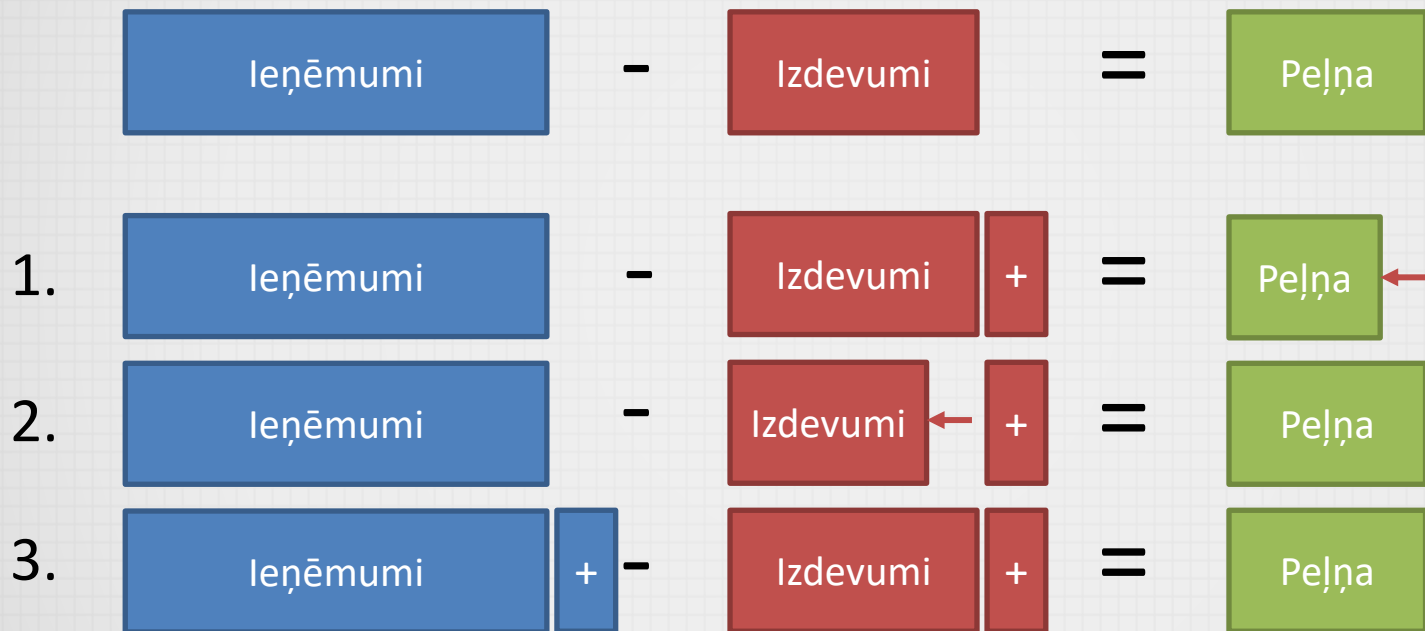 Ieņēmumi - Izdevumi = Peļņa
1. Ieņēmumi - Izdevumi + = Peļņa
2. Ieņēmumi - Izdevumi + = Peļņa
3. Ieņēmumi + - Izdevumi + = Peļņa